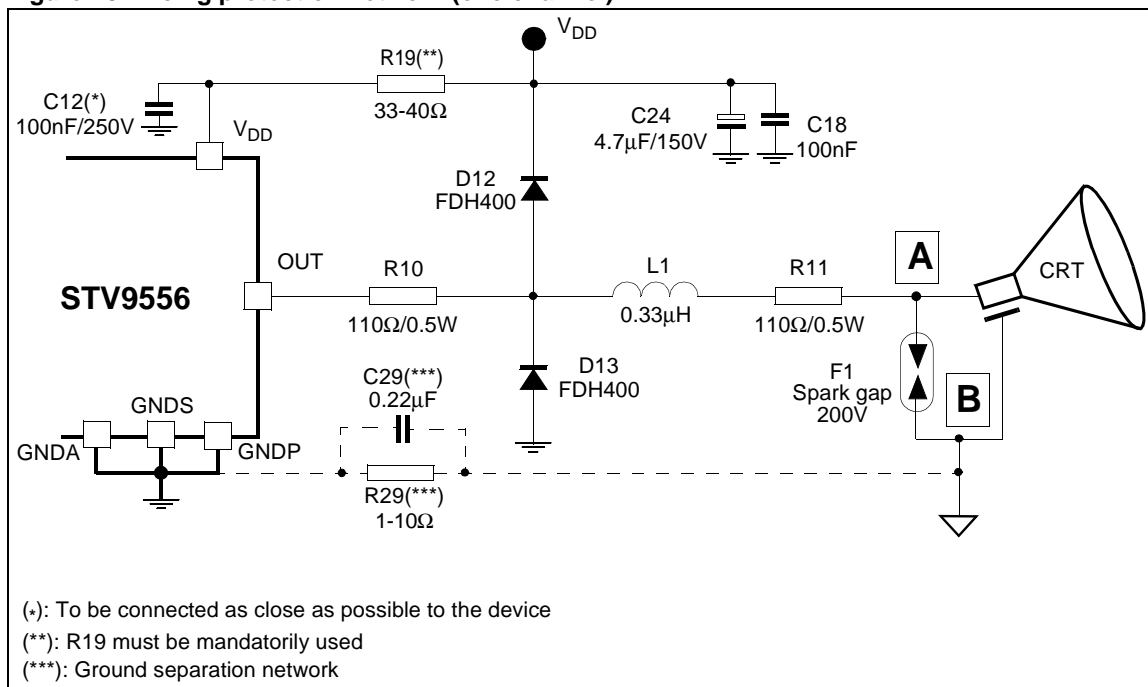 V_DD
R19(**)
33-40Ω
C12(*)
100nF/250V
V_DD
C24
4.7μF/150V
C18
100nF
D12
FDH400
OUT
R10
110Ω/0.5W
L1
0.33μH
R11
110Ω/0.5W
A
CRT
STV9556
D13
FDH400
F1
Spark gap
200V
B
C29(***)
0.22μF
GNDS
GNDA
GNDP
R29(***)
1-10Ω
(*): To be connected as close as possible to the device
(**): R19 must be mandatorily used
(***): Ground separation network